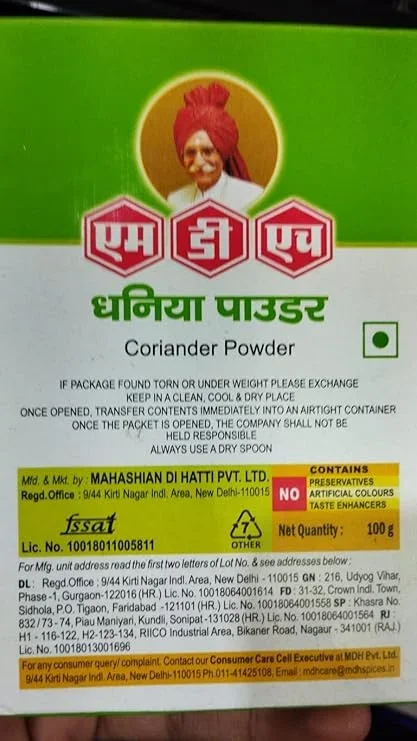 एम डी एच
धनिया पाउडर
Coriander Powder
IF PACKAGE FOUND TORN OR UNDER WEIGHT PLEASE EXCHANGE
KEEP IN A CLEAN, COOL & DRY PLACE
ONCE OPENED, TRANSFER CONTENTS IMMEDIATELY INTO AN AIRTIGHT CONTAINER
ONCE THE PACKET IS OPENED, THE COMPANY SHALL NOT BE
HELD RESPONSIBLE
ALWAYS USE A DRY SPOON
Mfd. & Mkt. by : MAHASHIAN DI HATTI PVT. LTD.
Regd. Office : 9/44 Kirti Nagar Indl. Area, New Delhi-110015
fssai
Lic. No. 10018011005811
7
OTHER
CONTAINS
NO
PRESERVATIVES
ARTIFICIAL COLOURS
TASTE ENHANCERS
Net Quantity : 100 g
For Mfg. unit address read the first two letters of Lot No. & see addresses below :
DL : Regd.Office : 9/44 Kirti Nagar Indl. Area, New Delhi - 110015 GN : 216, Udyog Vihar,
Phase -1, Gurgaon-122016 (HR.) Lic. No. 10018064001614 FD : 31-32, Crown Indl. Town,
Sidhola, P.O. Tigaon, Faridabad -121101 (HR.) Lic. No. 10018064001558 SP : Khasra No.
832 / 73 - 74, Piau Maniyari, Kundli, Sonipat -131028 (HR.) Lic. No. 10018064001564 RJ :
H1 - 116-122, H2-123-134, RIICO Industrial Area, Bikaner Road, Nagaur - 341001 (RAJ.)
Lic. No. 10018013001696
For any consumer query/ complaint. Contact our Consumer Care Cell Executive at MDH Pvt. Ltd.
9/44 Kirti Nagar Indl. Area, New Delhi-110015 Ph 011-41425108, Email : mdhcare@mdhspices.in